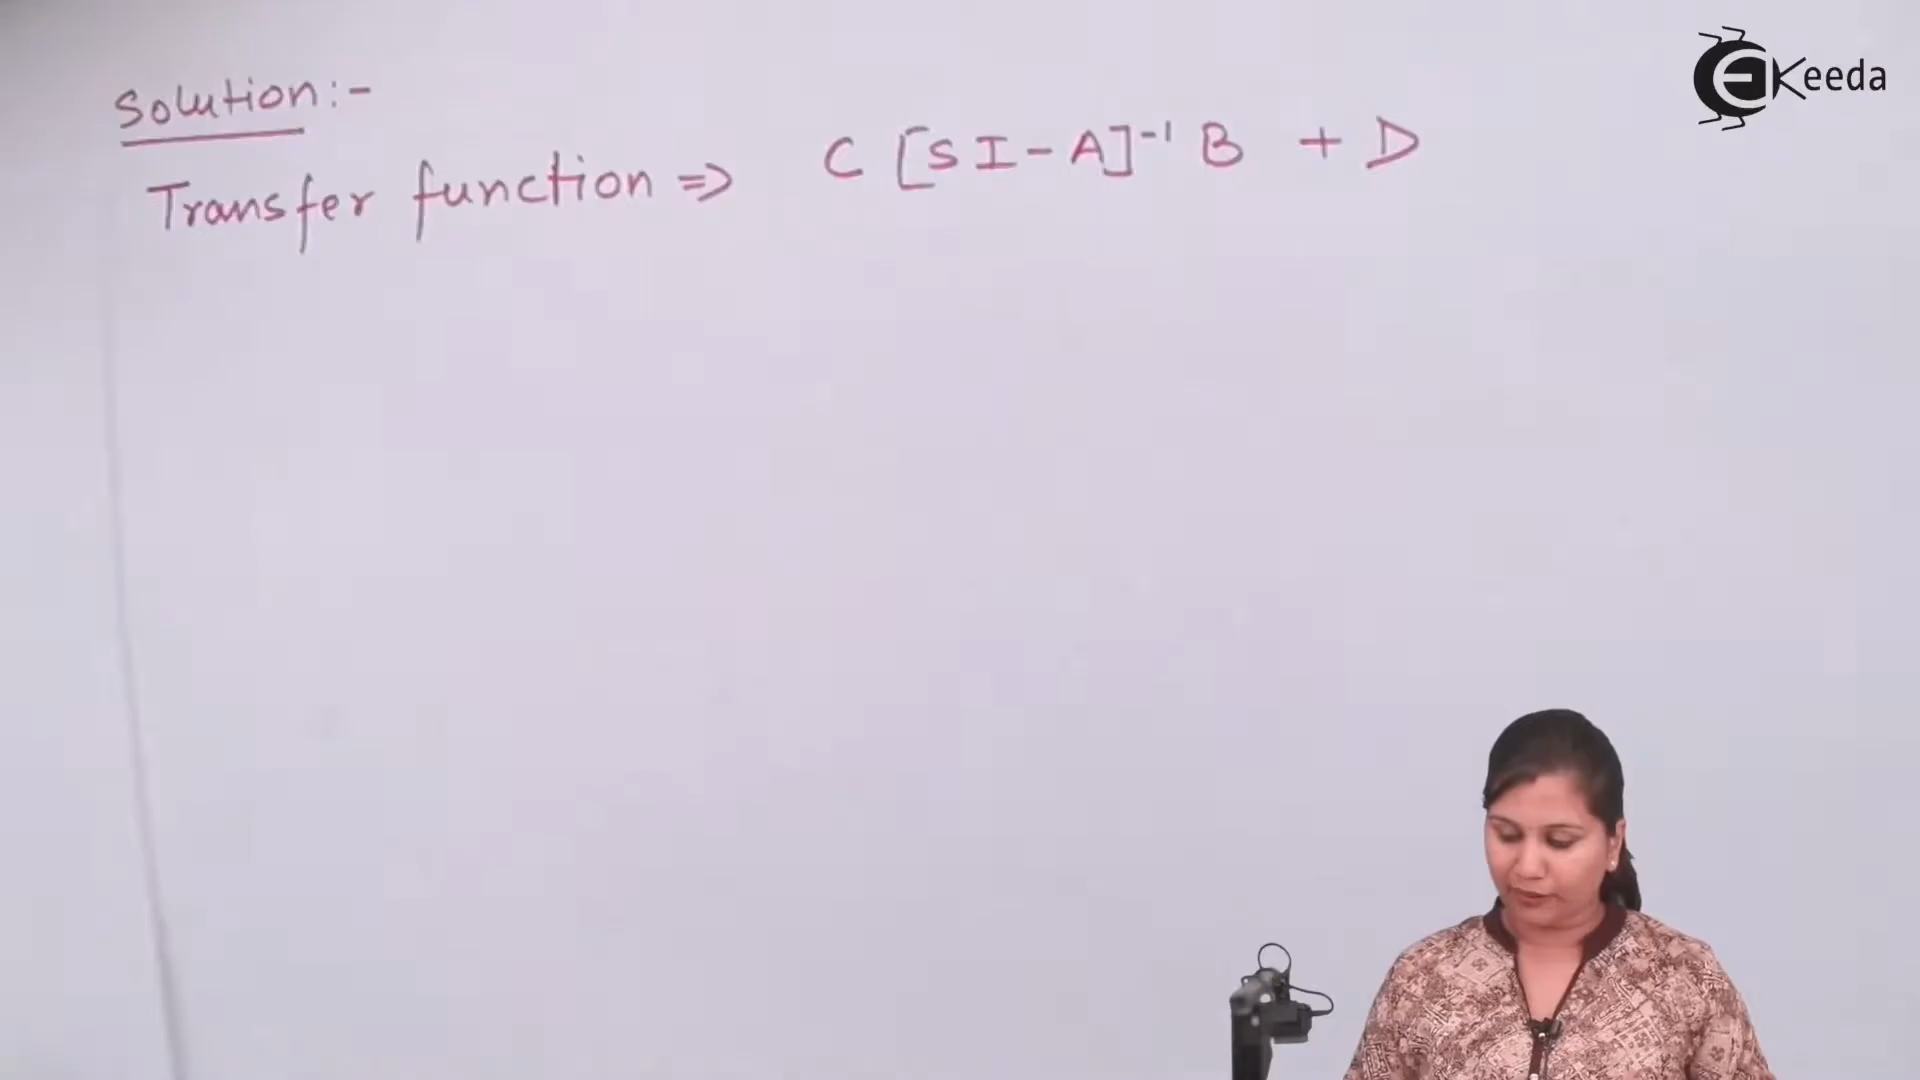 Solution:-
Transfer function ⇒ C [SI-A]⁻¹ B + D
EKeeda